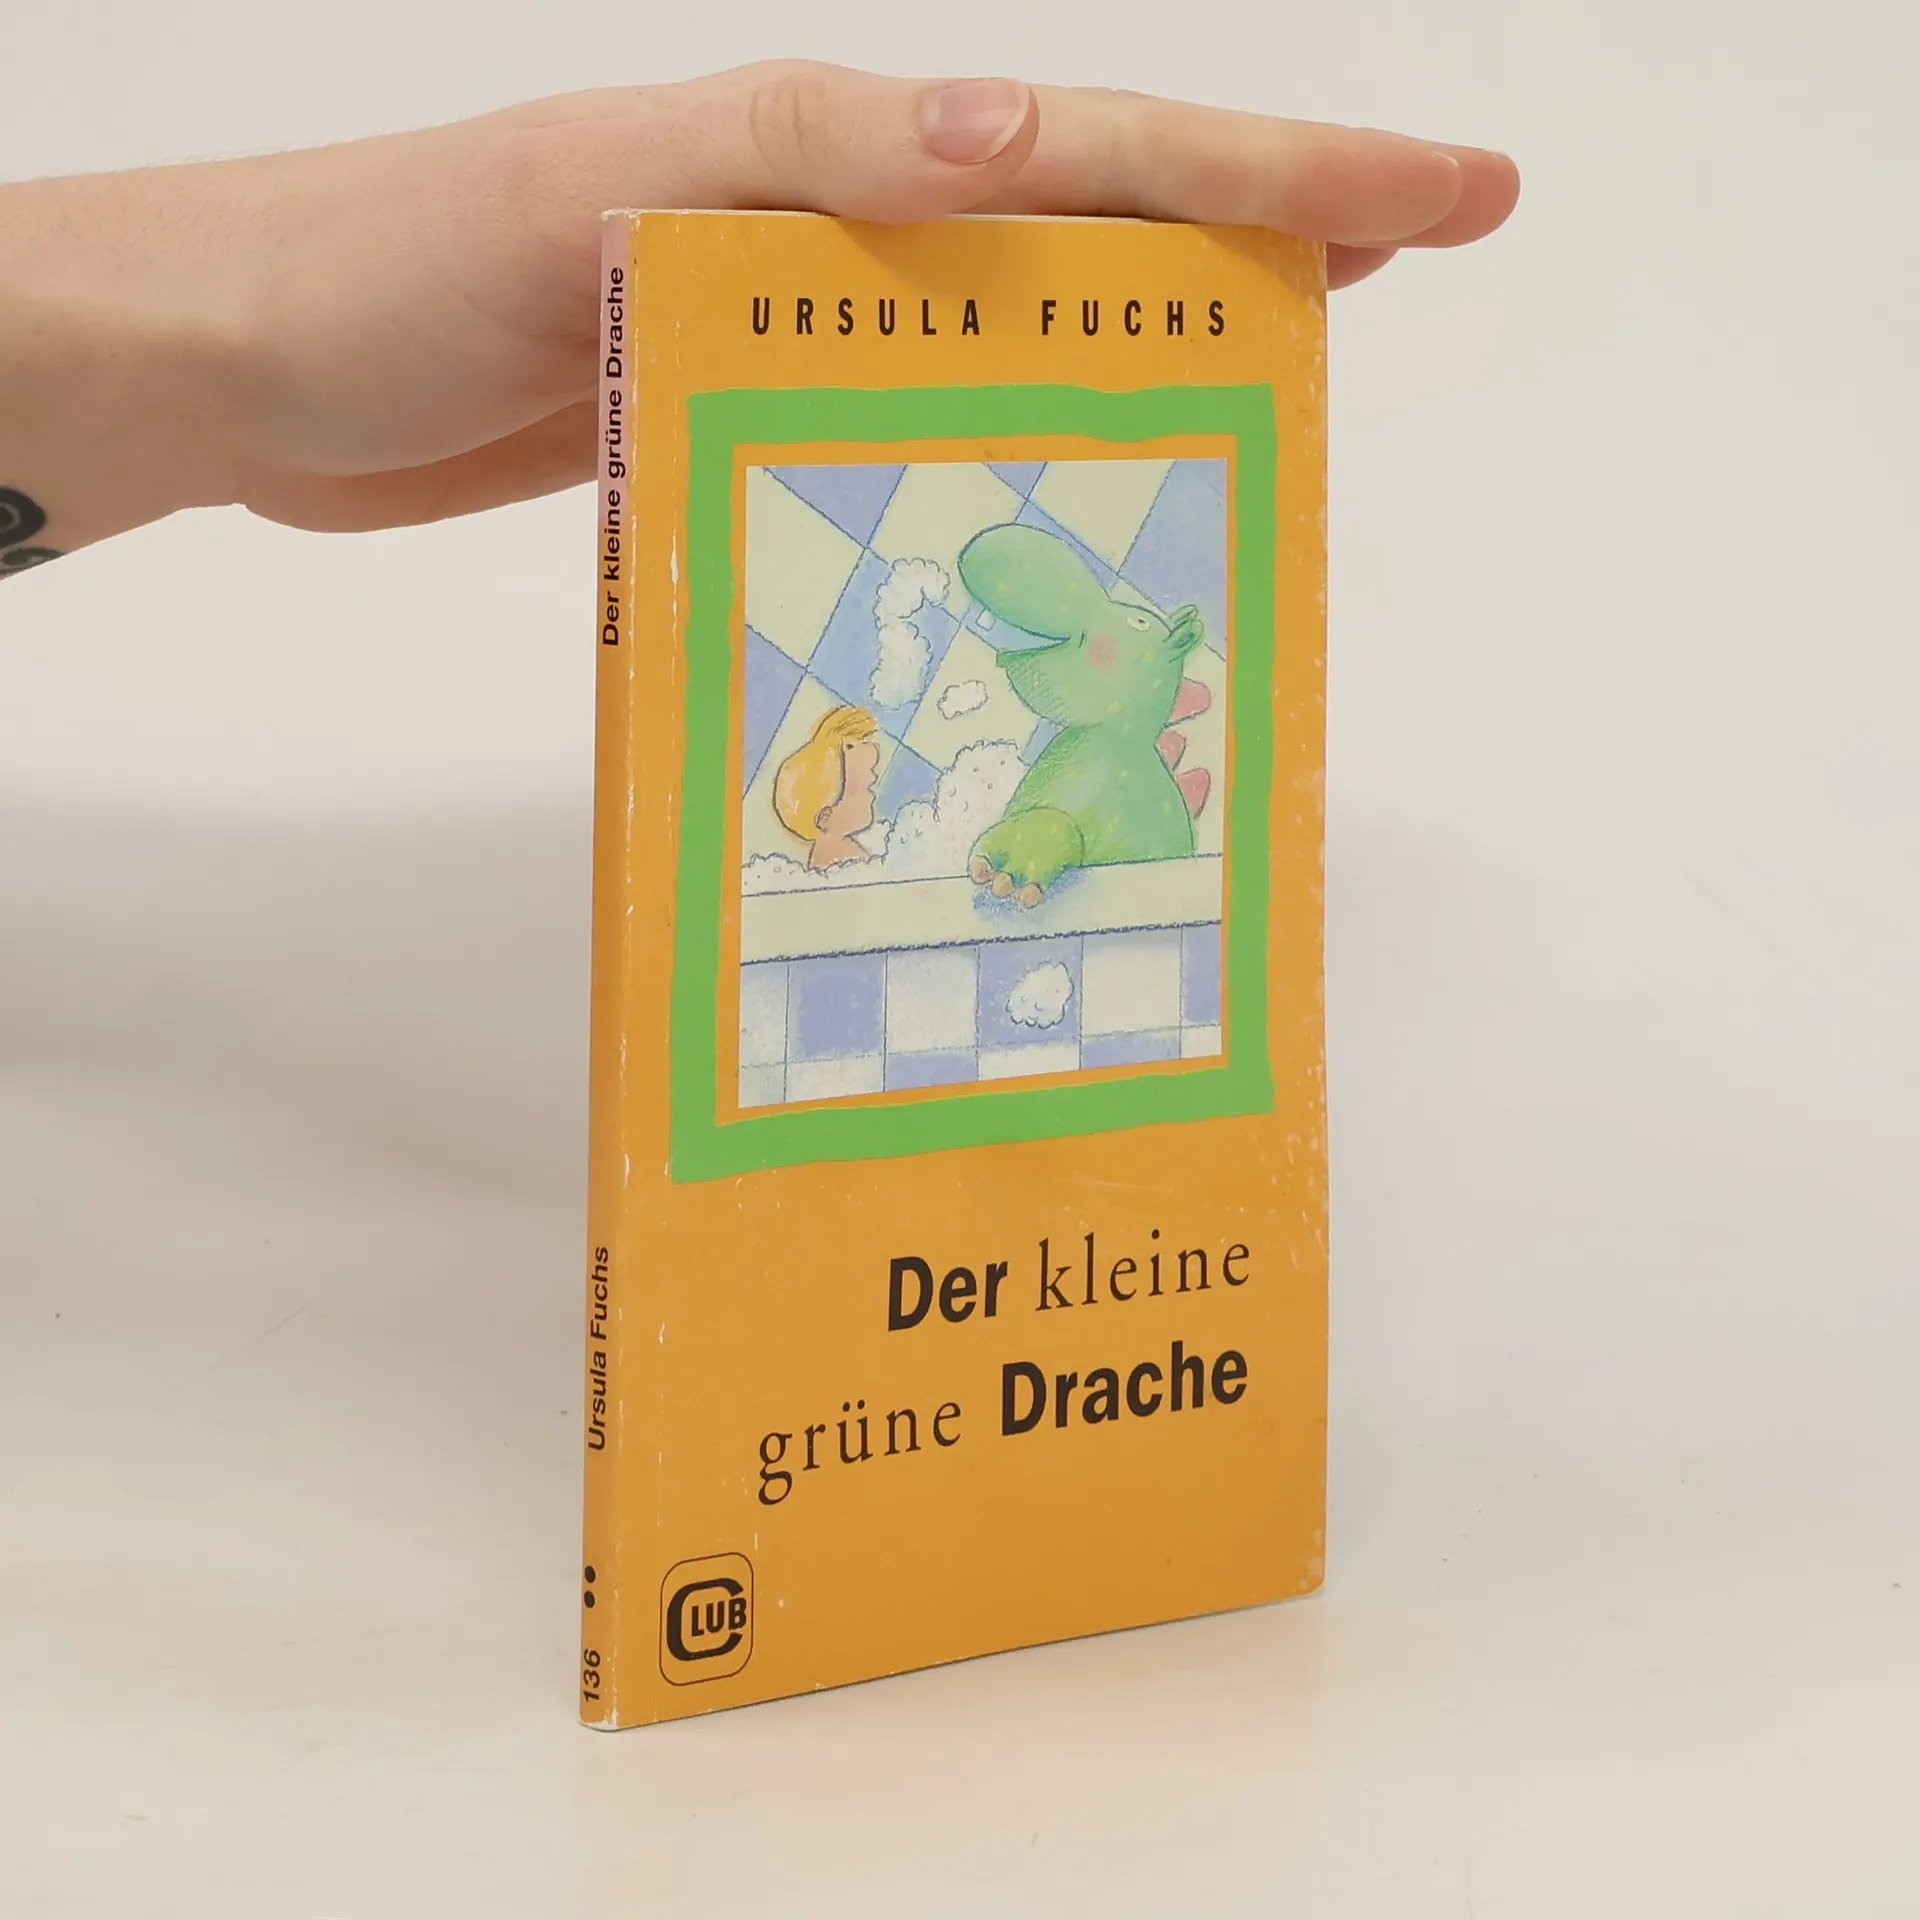 URSULA FUCHS
Der kleine
grüne Drache
CLUB
Der kleine grüne Drache
Ursula Fuchs
136